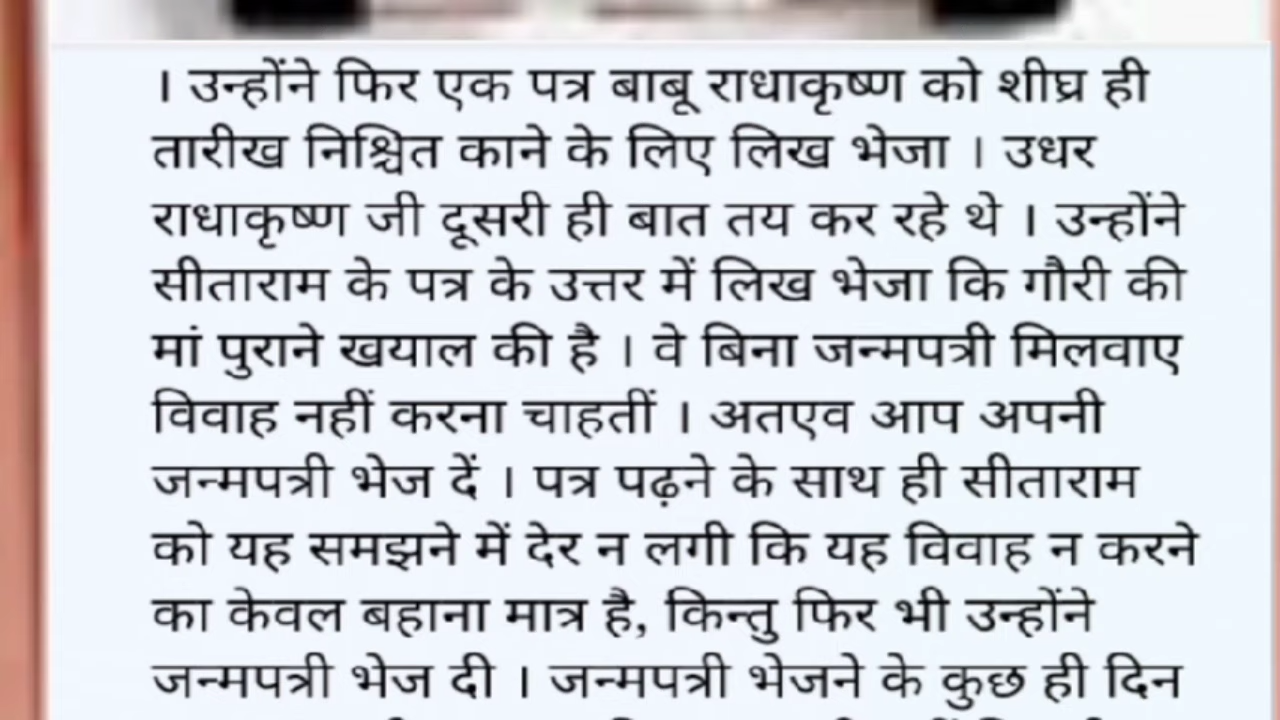 । उन्होंने फिर एक पत्र बाबू राधाकृष्ण को शीघ्र ही
तारीख निश्चित काने के लिए लिख भेजा । उधर
राधाकृष्ण जी दूसरी ही बात तय कर रहे थे । उन्होंने
सीताराम के पत्र के उत्तर में लिख भेजा कि गौरी की
मां पुराने खयाल की है । वे बिना जन्मपत्री मिलवाए
विवाह नहीं करना चाहतीं । अतएव आप अपनी
जन्मपत्री भेज दें । पत्र पढ़ने के साथ ही सीताराम
को यह समझने में देर न लगी कि यह विवाह न करने
का केवल बहाना मात्र है, किन्तु फिर भी उन्होंने
जन्मपत्री भेज दी । जन्मपत्री भेजने के कुछ ही दिन